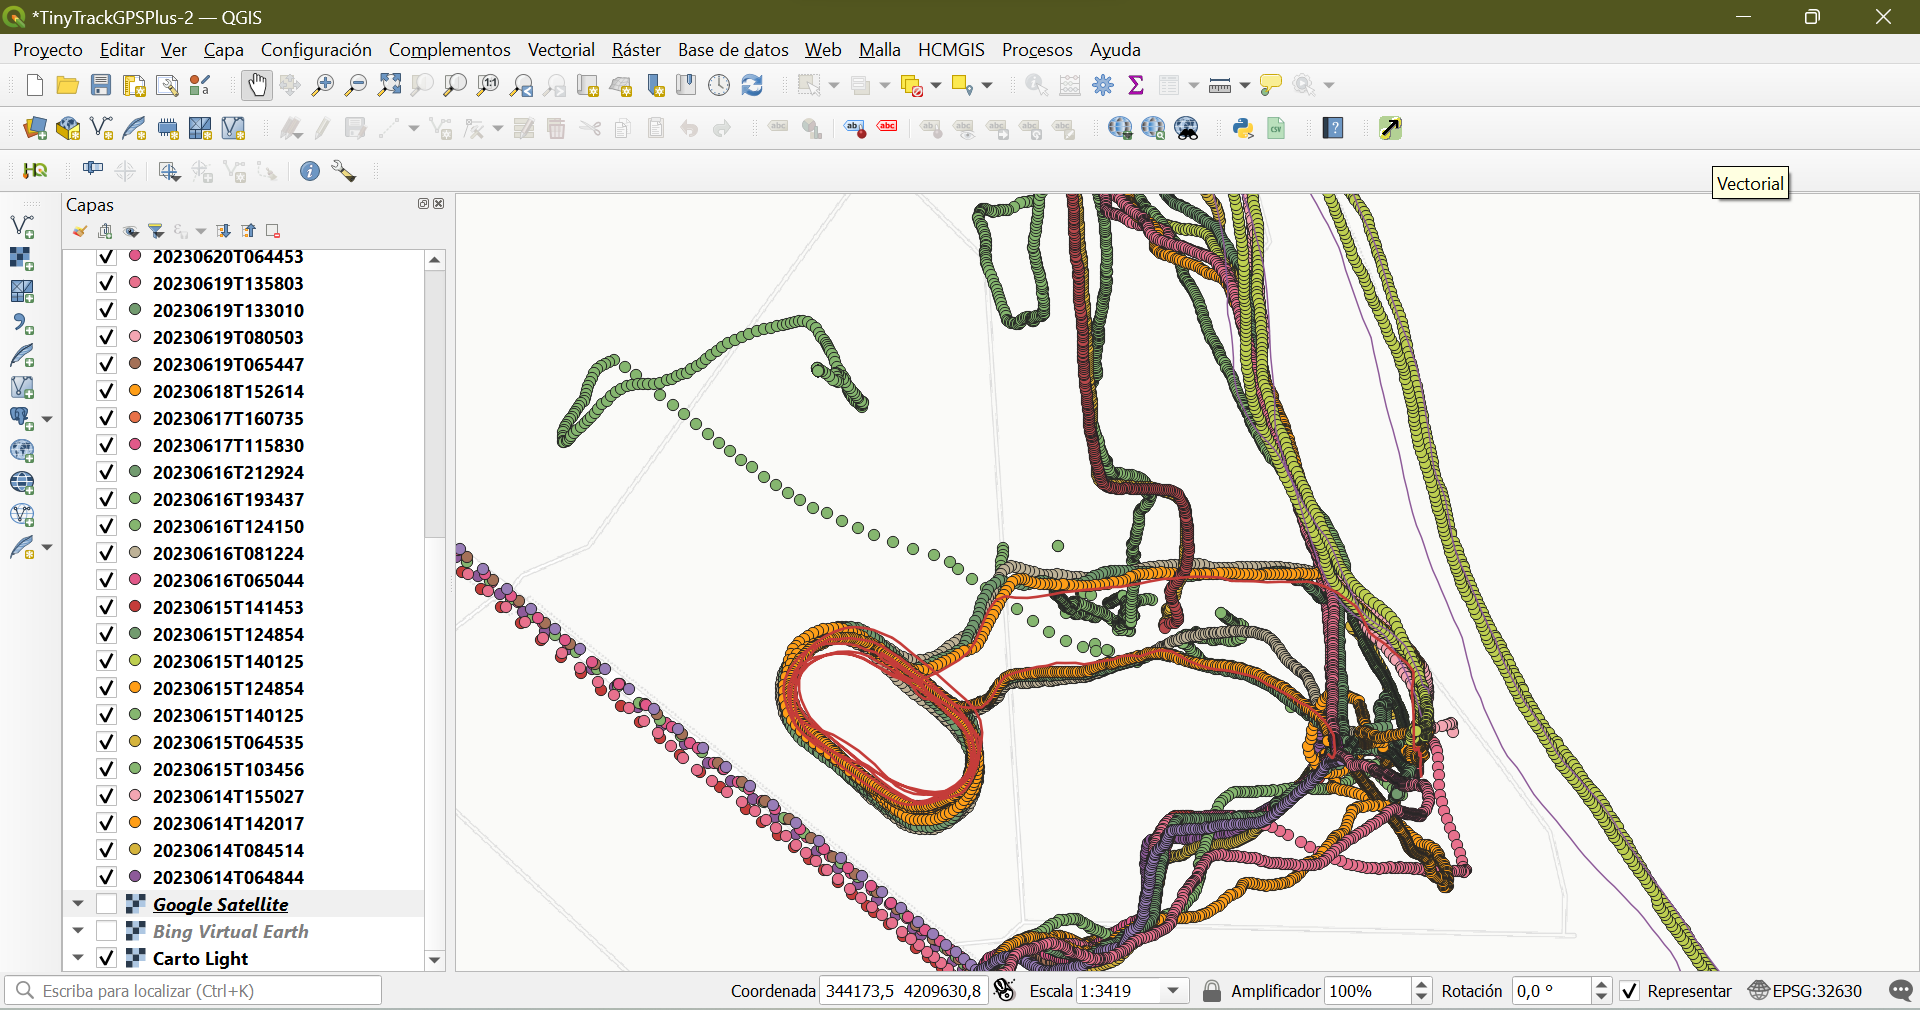 *TinyTrackGPSPlus-2 — QGIS
Proyecto Editar Ver Capa Configuración Complementos Vectorial Ráster Base de datos Web Malla HCMGIS Procesos Ayuda
Vectorial
Capas
20230620T064453
20230619T135803
20230619T133010
20230619T080503
20230619T065447
20230618T152614
20230617T160735
20230617T115830
20230616T212924
20230616T193437
20230616T124150
20230616T081224
20230616T065044
20230615T141453
20230615T124854
20230615T140125
20230615T124854
20230615T140125
20230615T064535
20230615T103456
20230614T155027
20230614T142017
20230614T084514
20230614T064844
Google Satellite
Bing Virtual Earth
Carto Light
Escriba para localizar (Ctrl+K)
Coordenada 344173,5 4209630,8 Escala 1:3419 Amplificador 100% Rotación 0,0 ° Representar EPSG:32630